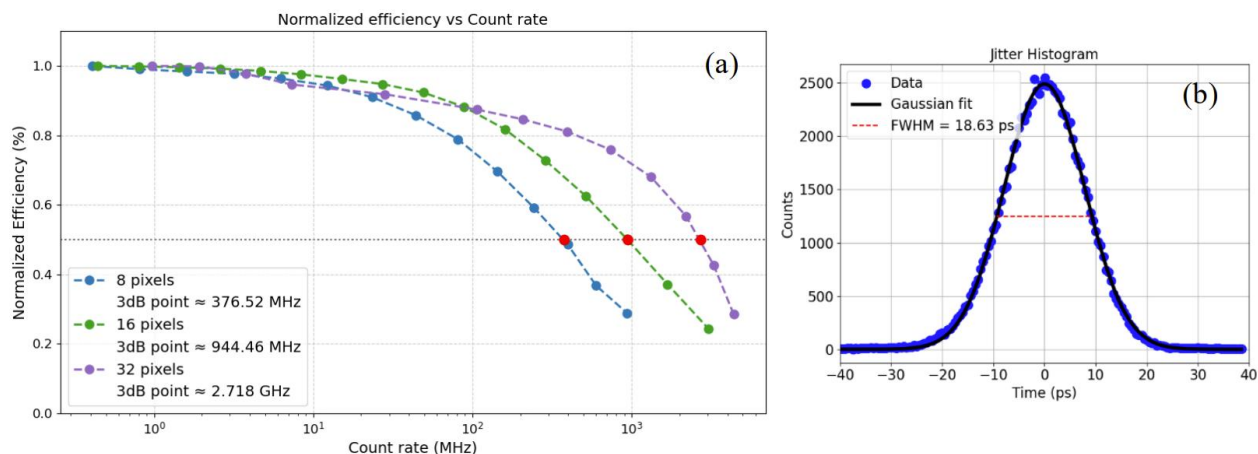 Normalized efficiency vs Count rate
(a)
1.0
0.8
0.6
0.4
0.2
0.0
Normalized Efficiency (%)
8 pixels
3dB point ≈ 376.52 MHz
16 pixels
3dB point ≈ 944.46 MHz
32 pixels
3dB point ≈ 2.718 GHz
10⁰ 10¹ 10² 10³
Count rate (MHz)
Jitter Histogram
(b)
Data
Gaussian fit
FWHM = 18.63 ps
2500
2000
1500
1000
500
0
Counts
−40 −30 −20 −10 0 10 20 30 40
Time (ps)